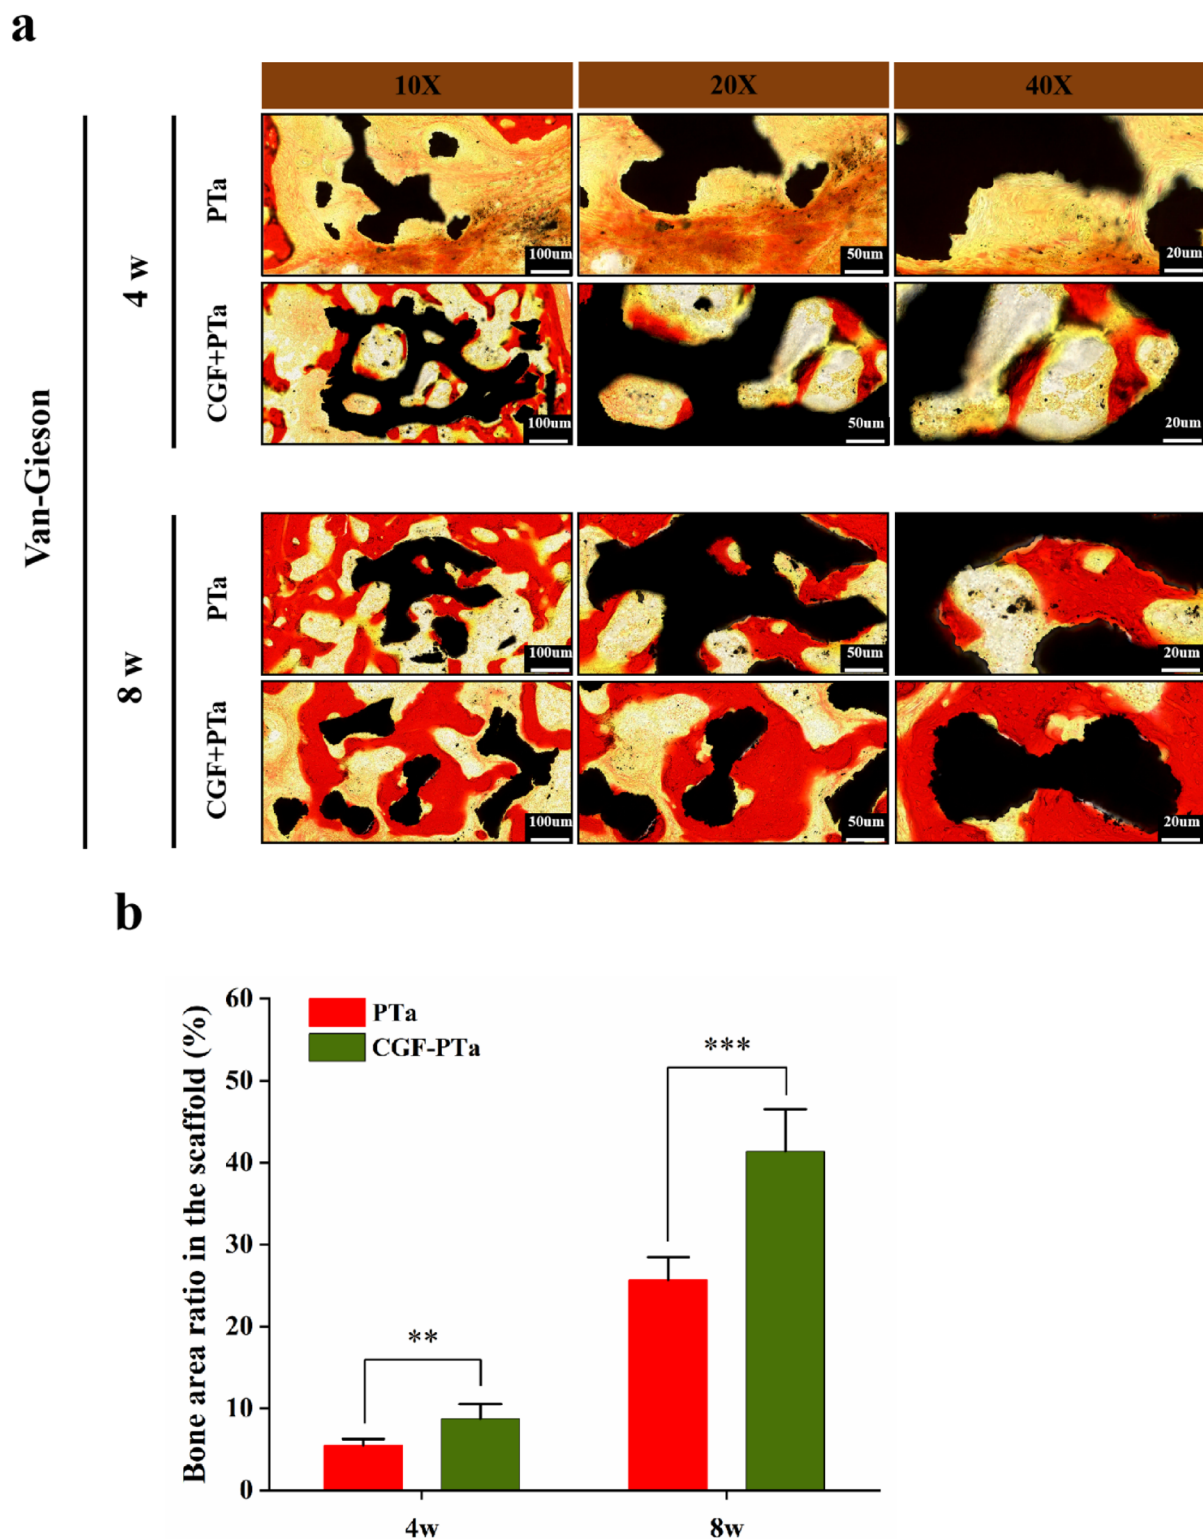 a
10X 20X 40X
Van-Gieson
4 w
PTa
100um 50um 20um
CGF+PTa
100um 50um 20um
8 w
PTa
100um 50um 20um
CGF+PTa
100um 50um 20um
b
Bone area ratio in the scaffold (%)
60
50
40
30
20
10
0
PTa
CGF-PTa
**
***
4w 8w